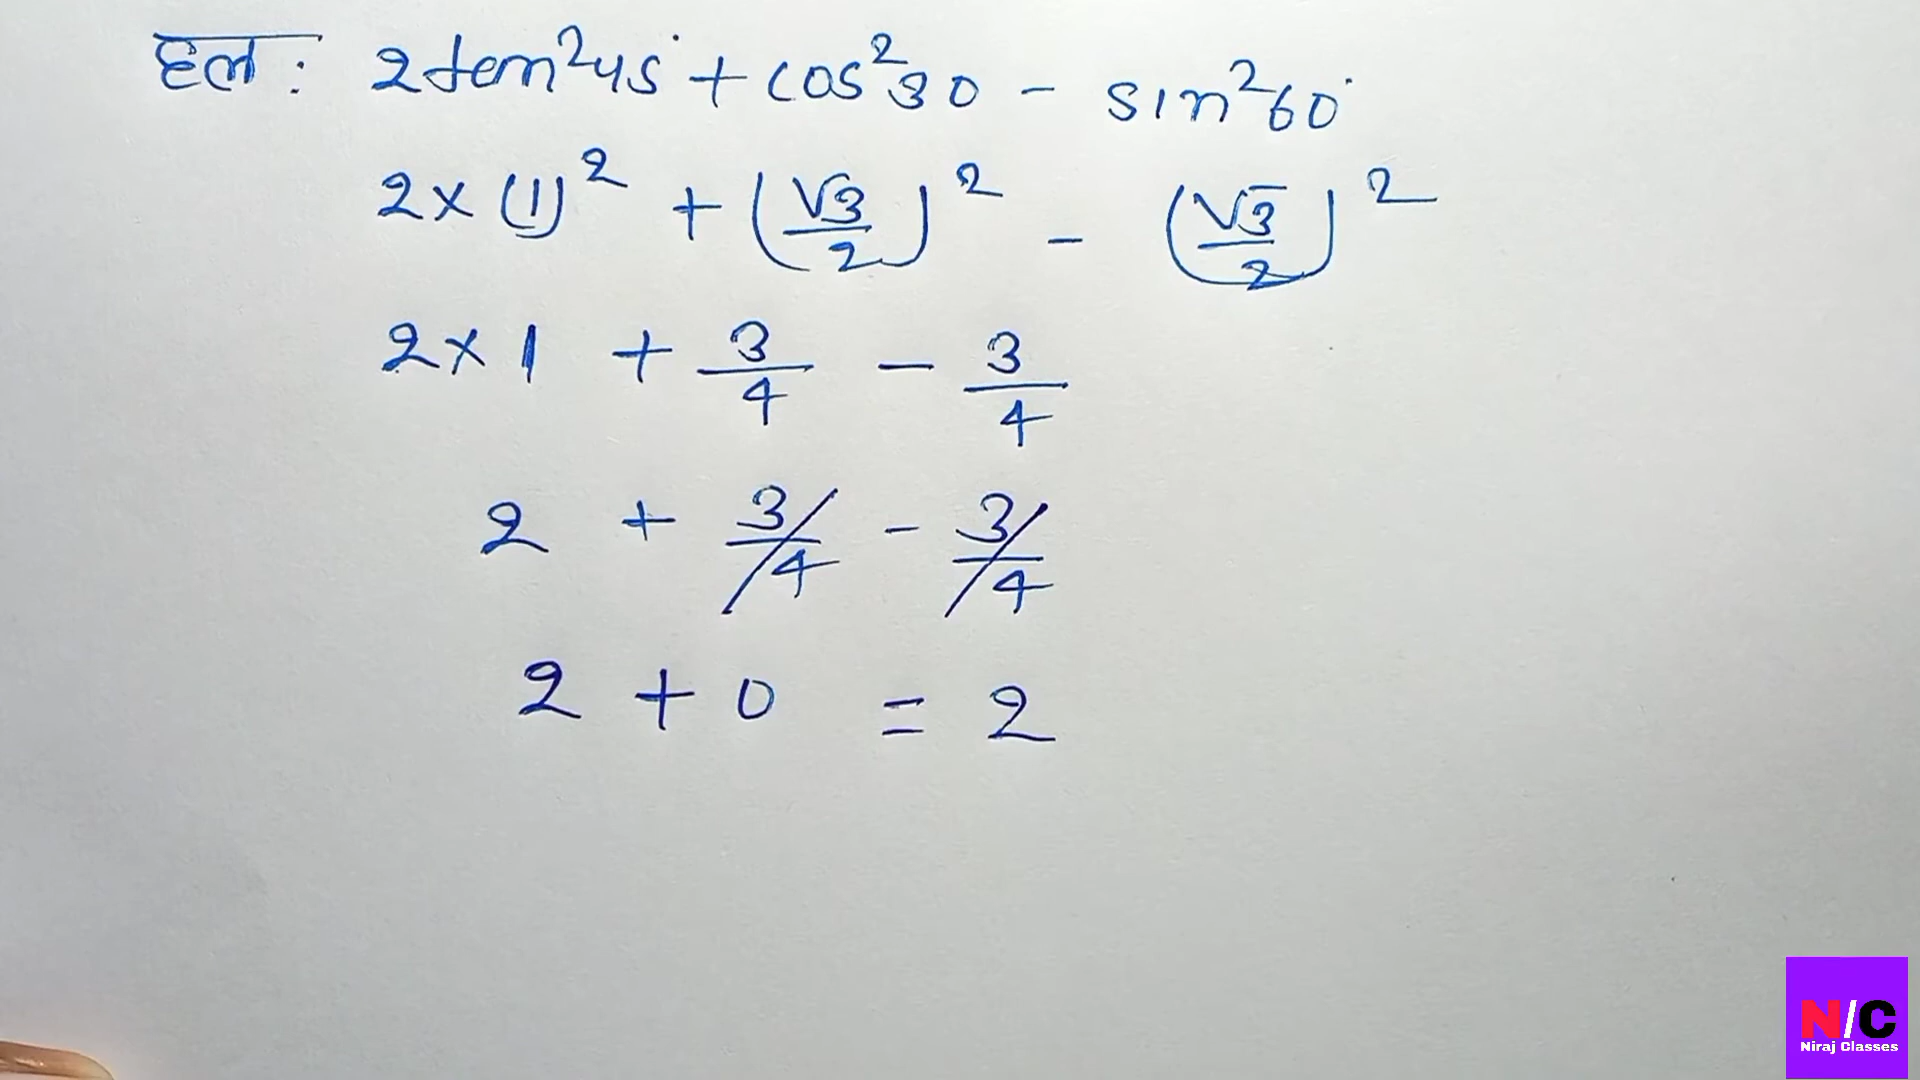 हल : 2tan²45° + cos²30 - sin²60°
2 × (1)² + (√3/2)² - (√3/2)²
2 × 1 + 3/4 - 3/4
2 + 3/4 - 3/4
2 + 0 = 2
N/C
Niraj Classes